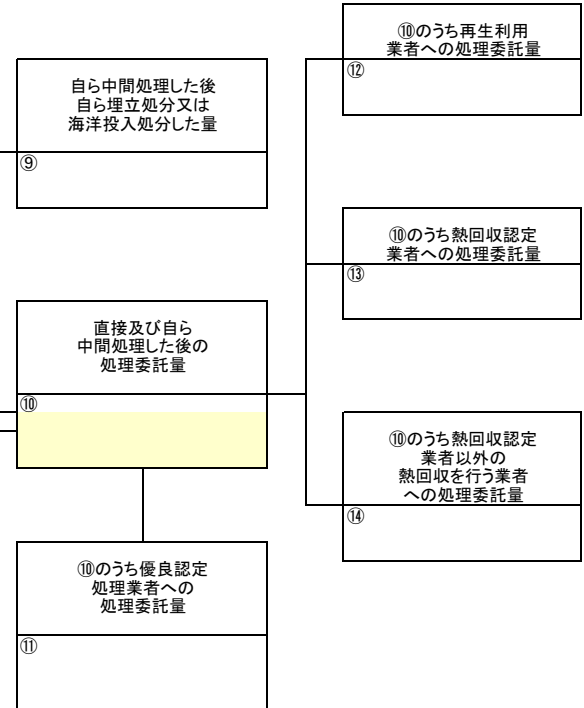 自ら中間処理した後
自ら埋立処分又は
海洋投入処分した量
⑨
直接及び自ら
中間処理した後の
処理委託量
⑩
⑩のうち優良認定
処理業者への
処理委託量
⑪
⑩のうち再生利用
業者への処理委託量
⑫
⑩のうち熱回収認定
業者への処理委託量
⑬
⑩のうち熱回収認定
業者以外の
熱回収を行う業者
への処理委託量
⑭